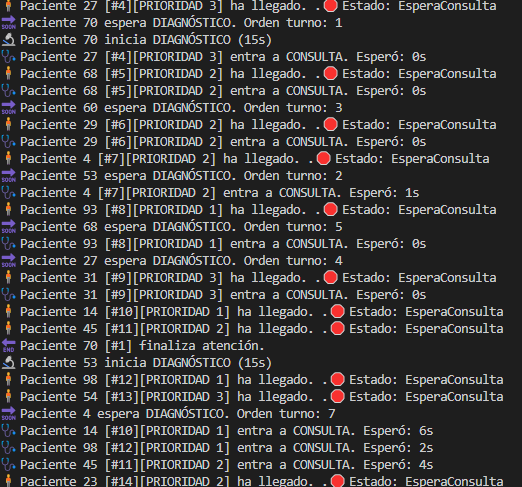 Paciente 27 [#4][PRIORIDAD 3] ha llegado. .🛑 Estado: EsperaConsulta
🔜 Paciente 70 espera DIAGNÓSTICO. Orden turno: 1
🔬 Paciente 70 inicia DIAGNÓSTICO (15s)
🩺 Paciente 27 [#4][PRIORIDAD 3] entra a CONSULTA. Esperó: 0s
🧍 Paciente 68 [#5][PRIORIDAD 2] ha llegado. .🛑 Estado: EsperaConsulta
🩺 Paciente 68 [#5][PRIORIDAD 2] entra a CONSULTA. Esperó: 0s
🔜 Paciente 60 espera DIAGNÓSTICO. Orden turno: 3
🧍 Paciente 29 [#6][PRIORIDAD 2] ha llegado. .🛑 Estado: EsperaConsulta
🩺 Paciente 29 [#6][PRIORIDAD 2] entra a CONSULTA. Esperó: 0s
🧍 Paciente 4 [#7][PRIORIDAD 2] ha llegado. .🛑 Estado: EsperaConsulta
🔜 Paciente 53 espera DIAGNÓSTICO. Orden turno: 2
🩺 Paciente 4 [#7][PRIORIDAD 2] entra a CONSULTA. Esperó: 1s
🧍 Paciente 93 [#8][PRIORIDAD 1] ha llegado. .🛑 Estado: EsperaConsulta
🔜 Paciente 68 espera DIAGNÓSTICO. Orden turno: 5
🩺 Paciente 93 [#8][PRIORIDAD 1] entra a CONSULTA. Esperó: 0s
🔜 Paciente 27 espera DIAGNÓSTICO. Orden turno: 4
🧍 Paciente 31 [#9][PRIORIDAD 3] ha llegado. .🛑 Estado: EsperaConsulta
🩺 Paciente 31 [#9][PRIORIDAD 3] entra a CONSULTA. Esperó: 0s
🧍 Paciente 14 [#10][PRIORIDAD 1] ha llegado. .🛑 Estado: EsperaConsulta
🧍 Paciente 45 [#11][PRIORIDAD 2] ha llegado. .🛑 Estado: EsperaConsulta
🔚 Paciente 70 [#1] finaliza atención.
🔬 Paciente 53 inicia DIAGNÓSTICO (15s)
🧍 Paciente 98 [#12][PRIORIDAD 1] ha llegado. .🛑 Estado: EsperaConsulta
🧍 Paciente 54 [#13][PRIORIDAD 3] ha llegado. .🛑 Estado: EsperaConsulta
🔜 Paciente 4 espera DIAGNÓSTICO. Orden turno: 7
🩺 Paciente 14 [#10][PRIORIDAD 1] entra a CONSULTA. Esperó: 6s
🩺 Paciente 98 [#12][PRIORIDAD 1] entra a CONSULTA. Esperó: 2s
🩺 Paciente 45 [#11][PRIORIDAD 2] entra a CONSULTA. Esperó: 4s
🧍 Paciente 23 [#14][PRIORIDAD 2] ha llegado. .🛑 Estado: EsperaConsulta